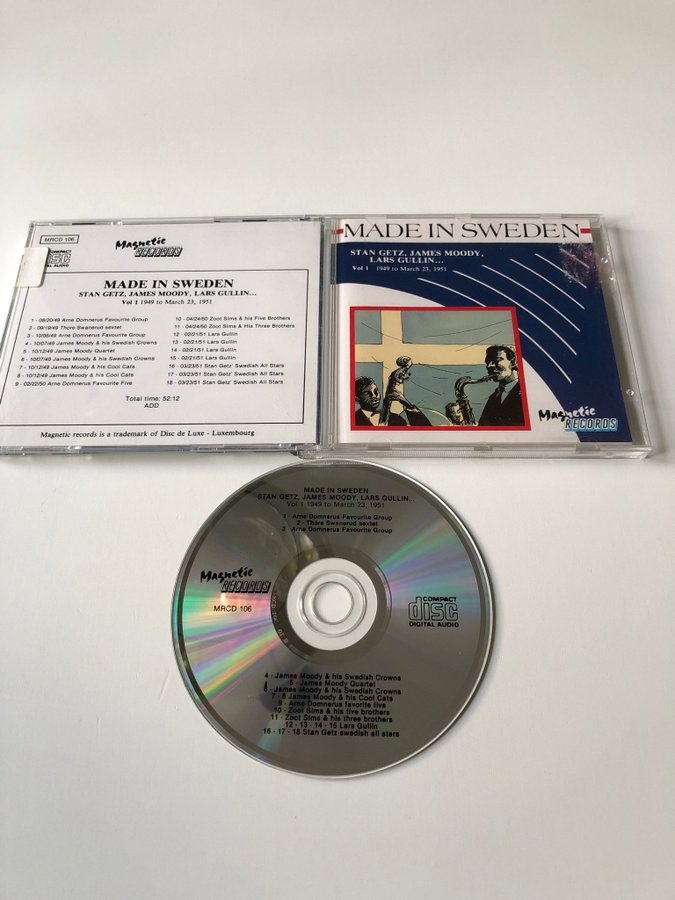 MRCD 106
COMPACT
DIGITAL AUDIO
Magnetic
RECORDS
MADE IN SWEDEN
STAN GETZ, JAMES MOODY, LARS GULLIN...
Vol 1 1949 to March 23, 1951
1 - 08/20/49 Arne Domnerus Favourite Group
2 - 09/19/49 Thore Swanerud sextet
3 - 10/06/49 Arne Domnerus Favourite Group
4 - 10/07/49 James Moody & his Swedish Crowns
5 - 10/12/49 James Moody Quartet
6 - 10/07/49 James Moody & his Swedish Crowns
7 - 10/12/49 James Moody & his Cool Cats
8 - 10/12/49 James Moody & his Cool Cats
9 - 02/22/50 Arne Domnerus Favourite Five
10 - 04/24/50 Zoot Sims & his Five Brothers
11 - 04/24/50 Zoot Sims & His Three Brothers
12 - 02/21/51 Lars Gullin
13 - 02/21/51 Lars Gullin
14 - 02/21/51 Lars Gullin
15 - 02/21/51 Lars Gullin
16 - 03/23/51 Stan Getz' Swedish All Stars
17 - 03/23/51 Stan Getz' Swedish All Stars
18 - 03/23/51 Stan Getz' Swedish All Stars
Total time: 52:12
ADD
Magnetic records is a trademark of Disc de Luxe - Luxembourg
MADE IN SWEDEN
STAN GETZ, JAMES MOODY,
LARS GULLIN...
Vol 1 1949 to March 23, 1951
Magnetic
RECORDS
MADE IN SWEDEN
STAN GETZ, JAMES MOODY, LARS GULLIN...
Vol 1 1949 to March 23, 1951
1 - Arne Domnerus Favourite Group
2 - Thore Swanerud sextet
3 - Arne Domnerus Favourite Group
Magnetic
RECORDS
MRCD 106
COMPACT
disc
DIGITAL AUDIO
4 - James Moody & his Swedish Crowns
5 - James Moody Quartet
6 - James Moody & his Swedish Crowns
7 - 8 James Moody & his Cool Cats
9 - Arne Domnerus favorite five
10 - Zoot Sims & his five brothers
11 - Zoot Sims & his three brothers
12 - 13 - 14 - 15 Lars Gullin
16 - 17 - 18 Stan Getz swedish all stars